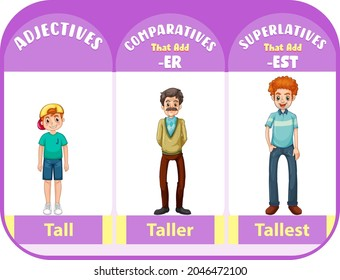 ADJECTIVES
COMPARATIVES
That Add
-ER
SUPERLATIVES
That Add
-EST
Tall
Taller
Tallest
shutterstock.com · 2046472100